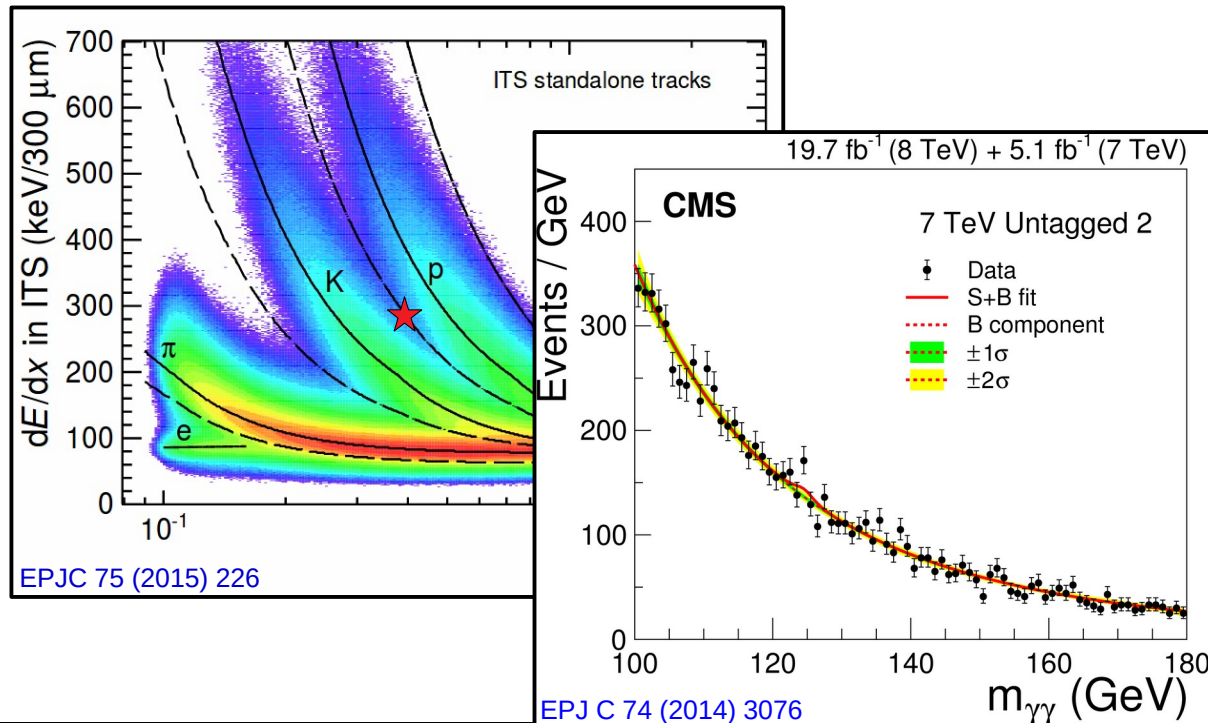 700
600
500
400
300
200
100
0
dE/dx in ITS (keV/300 μm)
ITS standalone tracks
π
e
K
p
10⁻¹
EPJC 75 (2015) 226
19.7 fb⁻¹ (8 TeV) + 5.1 fb⁻¹ (7 TeV)
CMS
7 TeV Untagged 2
Data
S+B fit
B component
±1σ
±2σ
Events / GeV
400
300
200
100
0
100
120
140
160
180
mγγ (GeV)
EPJ C 74 (2014) 3076